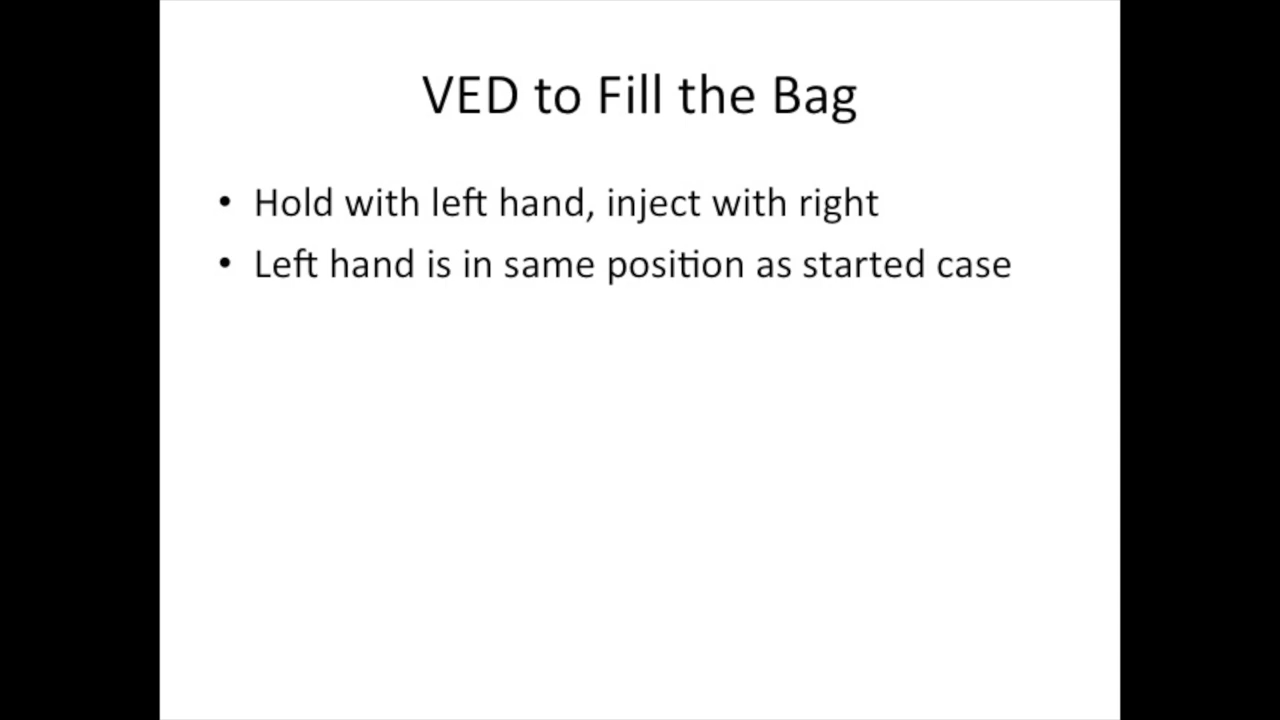 VED to Fill the Bag
• Hold with left hand, inject with right
• Left hand is in same position as started case